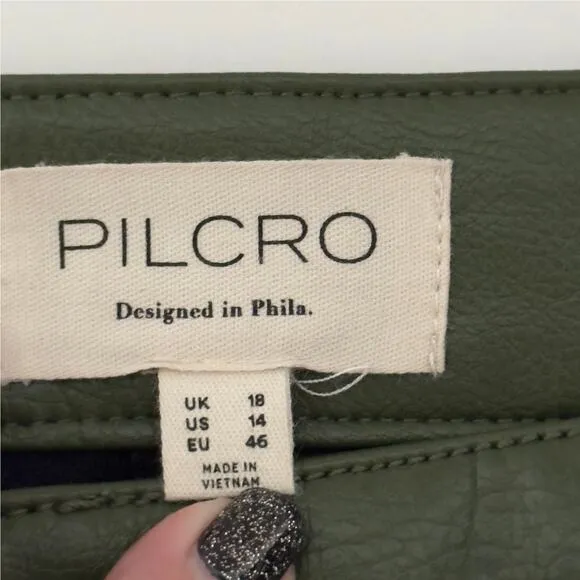 PILCRO
Designed in Phila.
UK 18
US 14
EU 46
MADE IN
VIETNAM